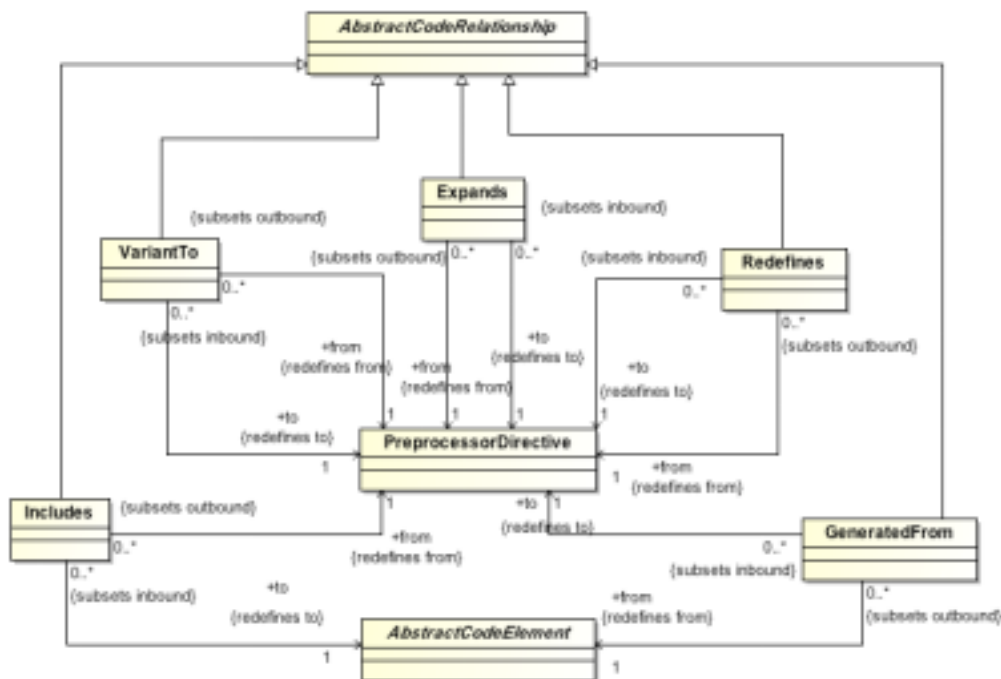 AbstractCodeRelationship
Expands
{subsets inbound}
{subsets outbound}
VariantTo
{subsets outbound}
0..*
0..*
{subsets inbound}
Redefines
0..*
0..*
0..*
{subsets inbound}
0..*
{subsets outbound}
+from
{redefines from}
+from
{redefines from}
+to
{redefines to}
+to
{redefines to}
+to
{redefines to}
1
1
1
1
1
PreprocessorDirective
1
+from
{redefines from}
Includes
{subsets outbound}
0..*
1
+from
{redefines from}
1
+to
{redefines to}
GeneratedFrom
0..*
{subsets inbound}
0..*
{subsets inbound}
+to
{redefines to}
+from
{redefines from}
0..*
{subsets outbound}
AbstractCodeElement
1
1